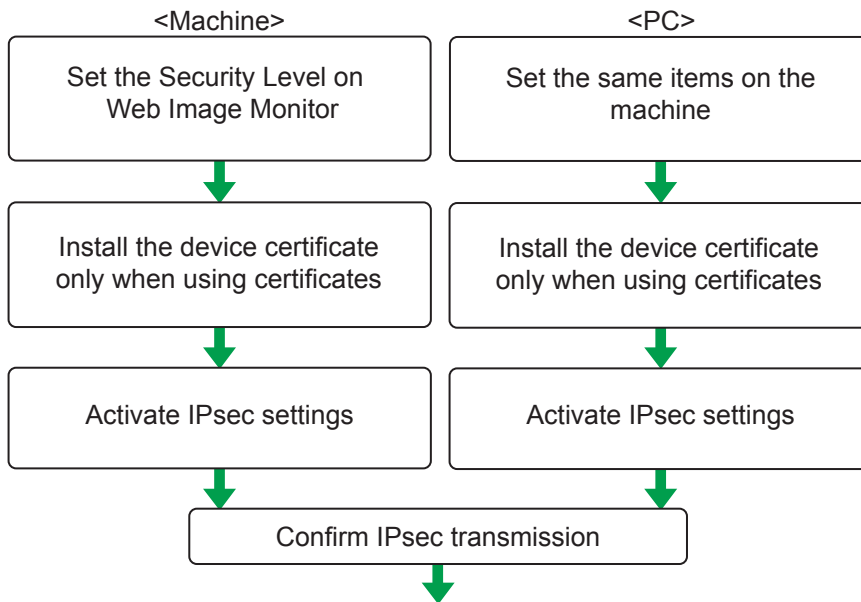 <Machine>
Set the Security Level on
Web Image Monitor
Install the device certificate
only when using certificates
Activate IPsec settings
<PC>
Set the same items on the
machine
Install the device certificate
only when using certificates
Activate IPsec settings
Confirm IPsec transmission